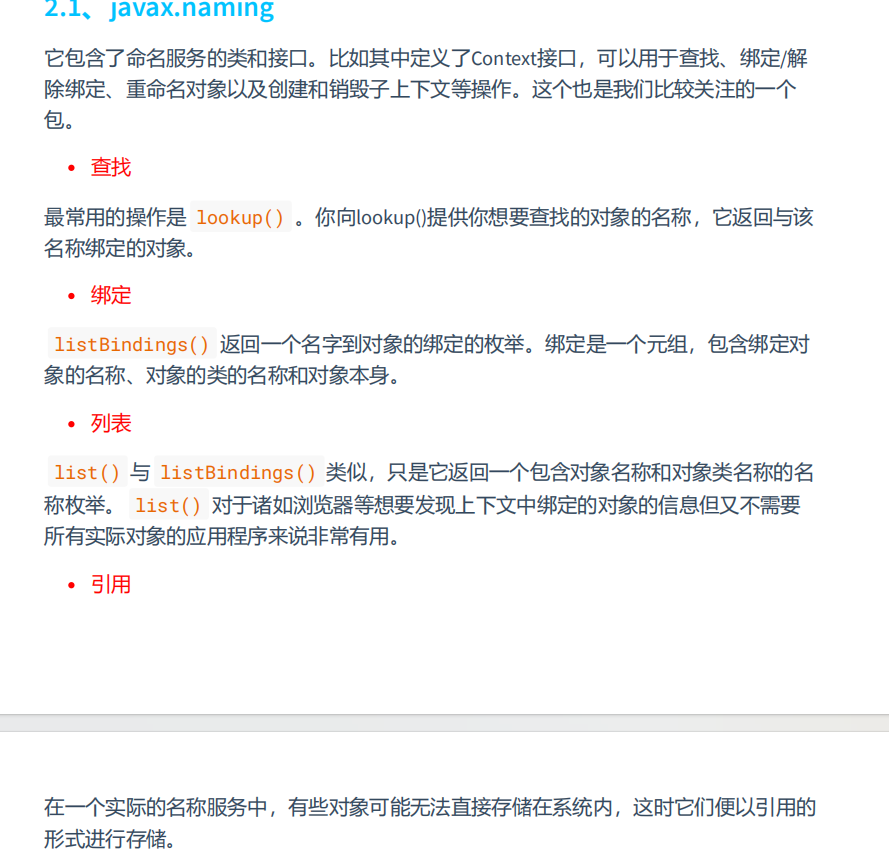 2.1、javax.naming
它包含了命名服务的类和接口。比如其中定义了Context接口，可以用于查找、绑定/解
除绑定、重命名对象以及创建和销毁子上下文等操作。这个也是我们比较关注的一个
包。
• 查找
最常用的操作是 lookup() 。你向lookup()提供你想要查找的对象的名称，它返回与该
名称绑定的对象。
• 绑定
listBindings() 返回一个名字到对象的绑定的枚举。绑定是一个元组，包含绑定对
象的名称、对象的类的名称和对象本身。
• 列表
list() 与 listBindings() 类似，只是它返回一个包含对象名称和对象类名称的名
称枚举。 list() 对于诸如浏览器等想要发现上下文中绑定的对象的信息但又不需要
所有实际对象的应用程序来说非常有用。
• 引用
在一个实际的名称服务中，有些对象可能无法直接存储在系统内，这时它们便以引用的
形式进行存储。